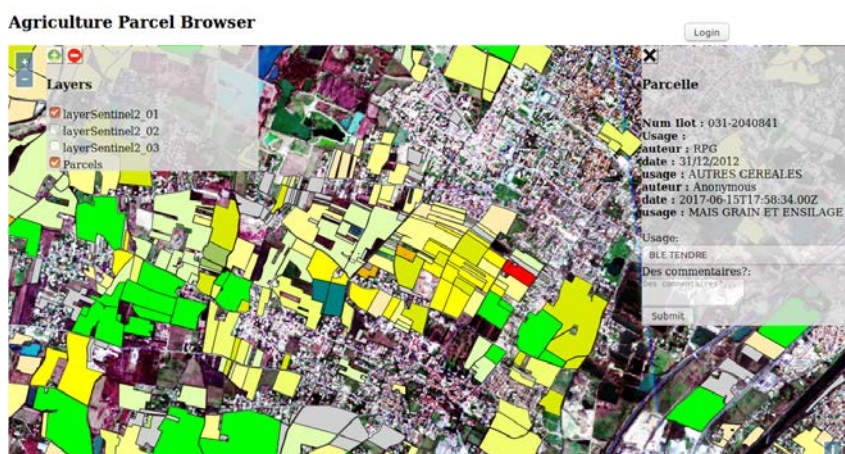 Agriculture Parcel Browser
Login
+
−
Layers
layerSentinel2_01
layerSentinel2_02
layerSentinel2_03
Parcels
Parcelle
Num Ilot : 031-2040841
Usage :
auteur : RPG
date : 31/12/2012
usage : AUTRES CEREALES
auteur : Anonymous
date : 2017-06-15T17:58:34.00Z
usage : MAIS GRAIN ET ENSILAGE
Usage:
BLE TENDRE
Des commentaires?:
Des commentaires?...
Submit